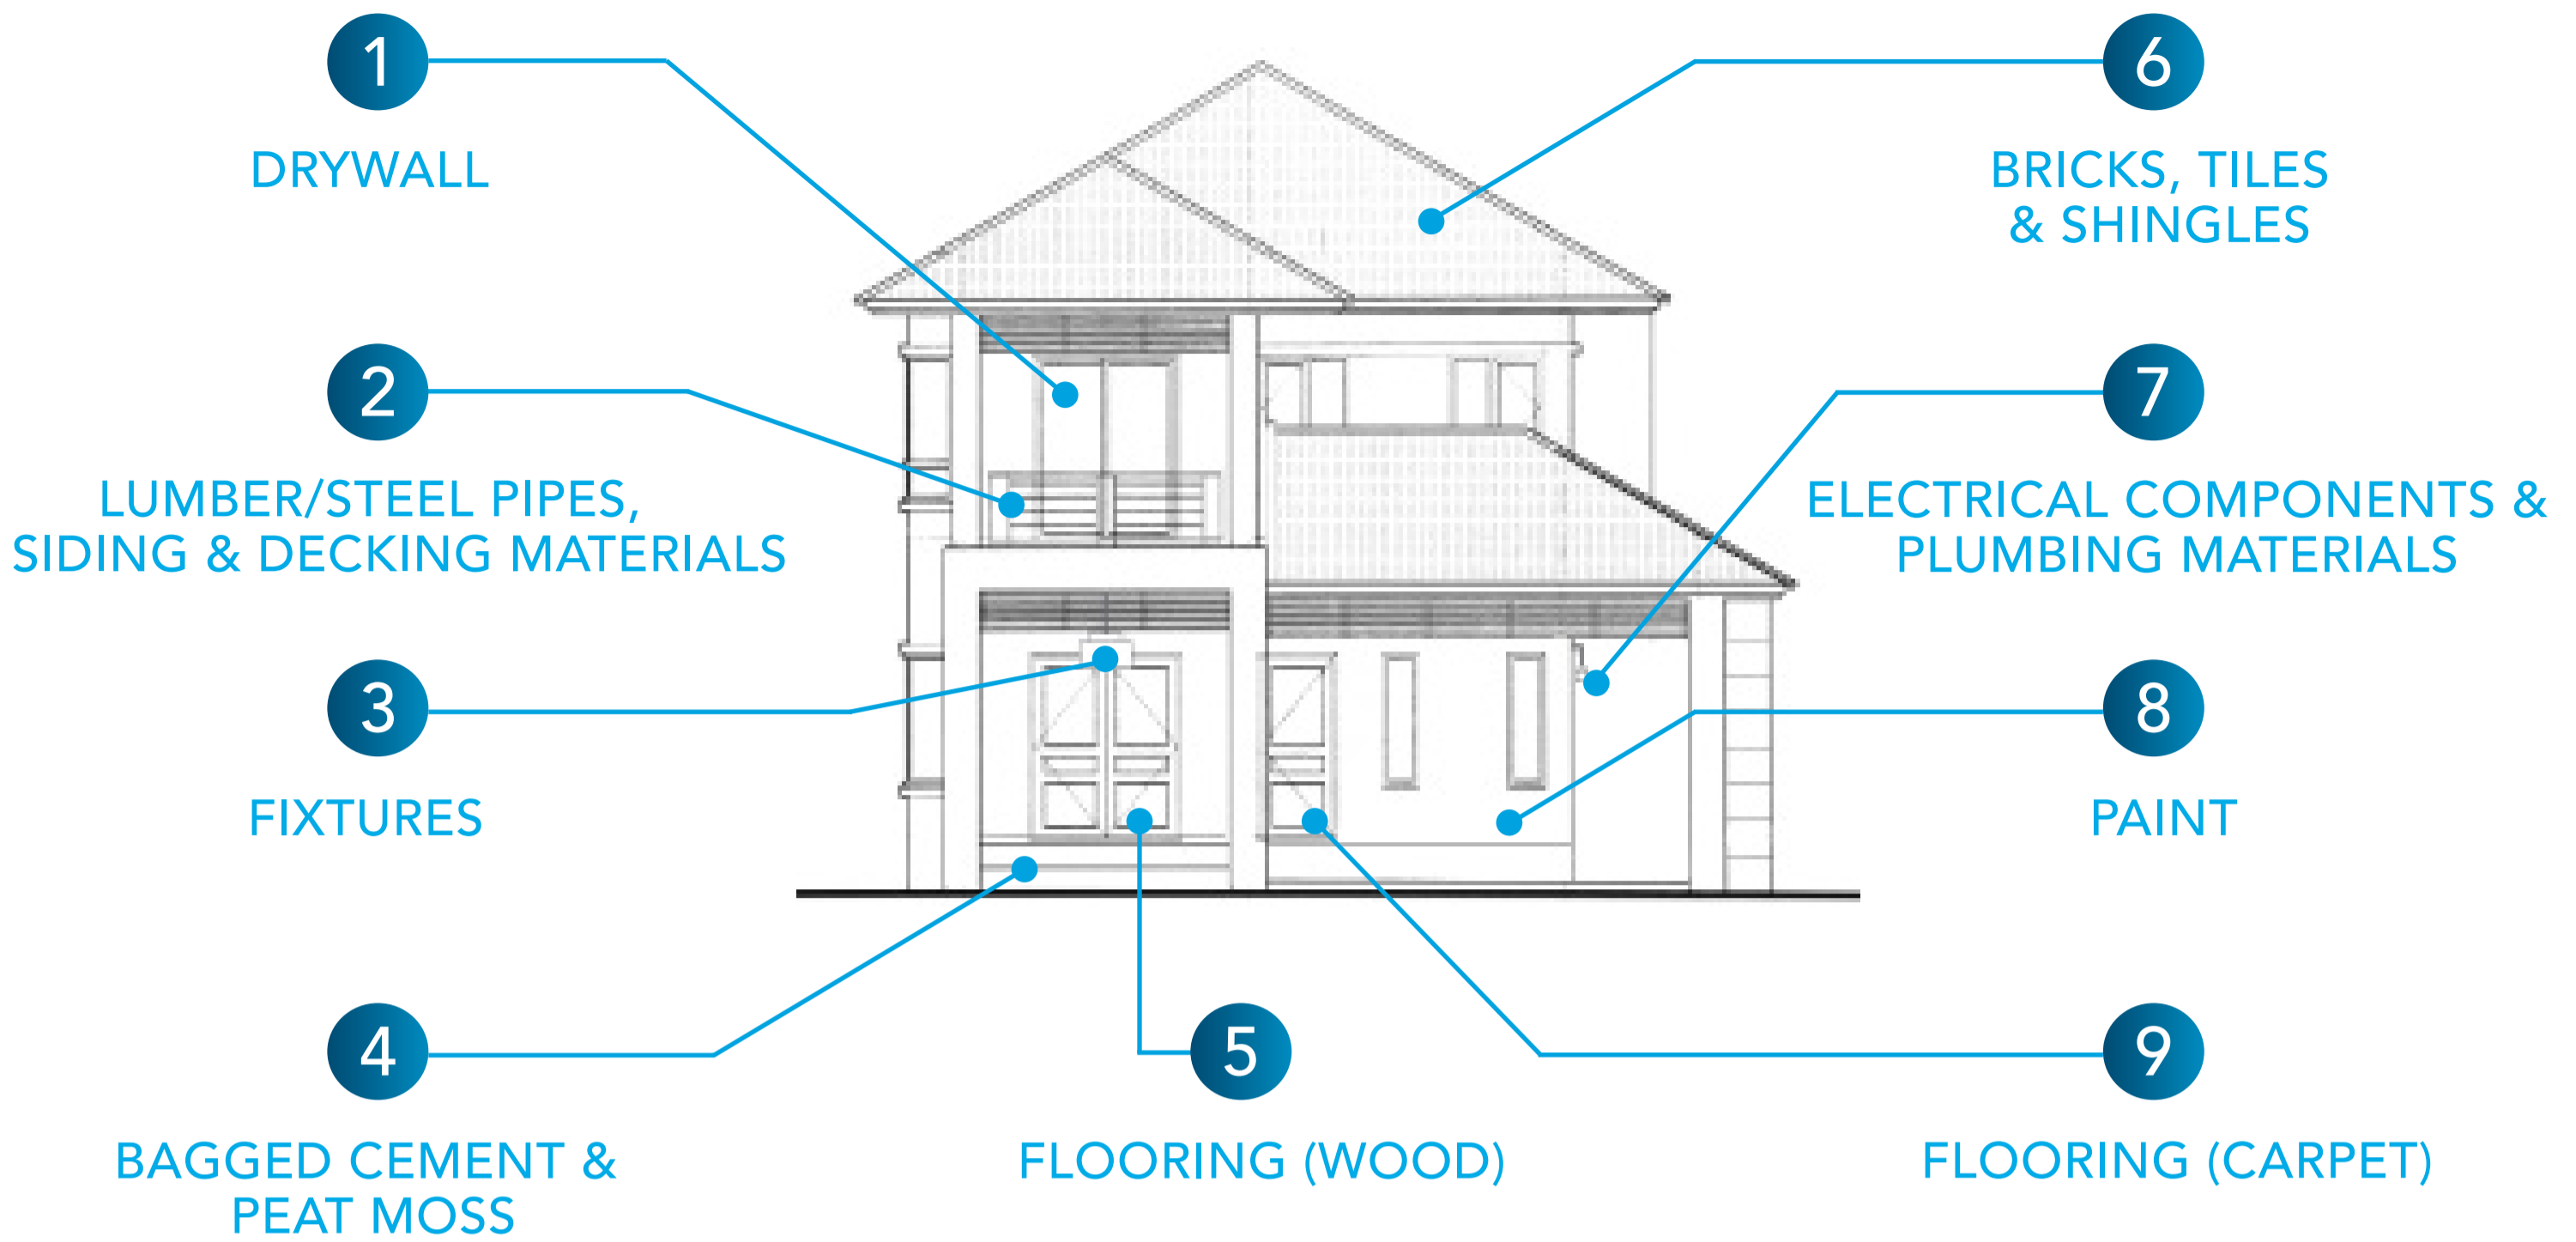 1
DRYWALL
2
LUMBER/STEEL PIPES,
SIDING & DECKING MATERIALS
3
FIXTURES
4
BAGGED CEMENT &
PEAT MOSS
5
FLOORING (WOOD)
6
BRICKS, TILES
& SHINGLES
7
ELECTRICAL COMPONENTS &
PLUMBING MATERIALS
8
PAINT
9
FLOORING (CARPET)